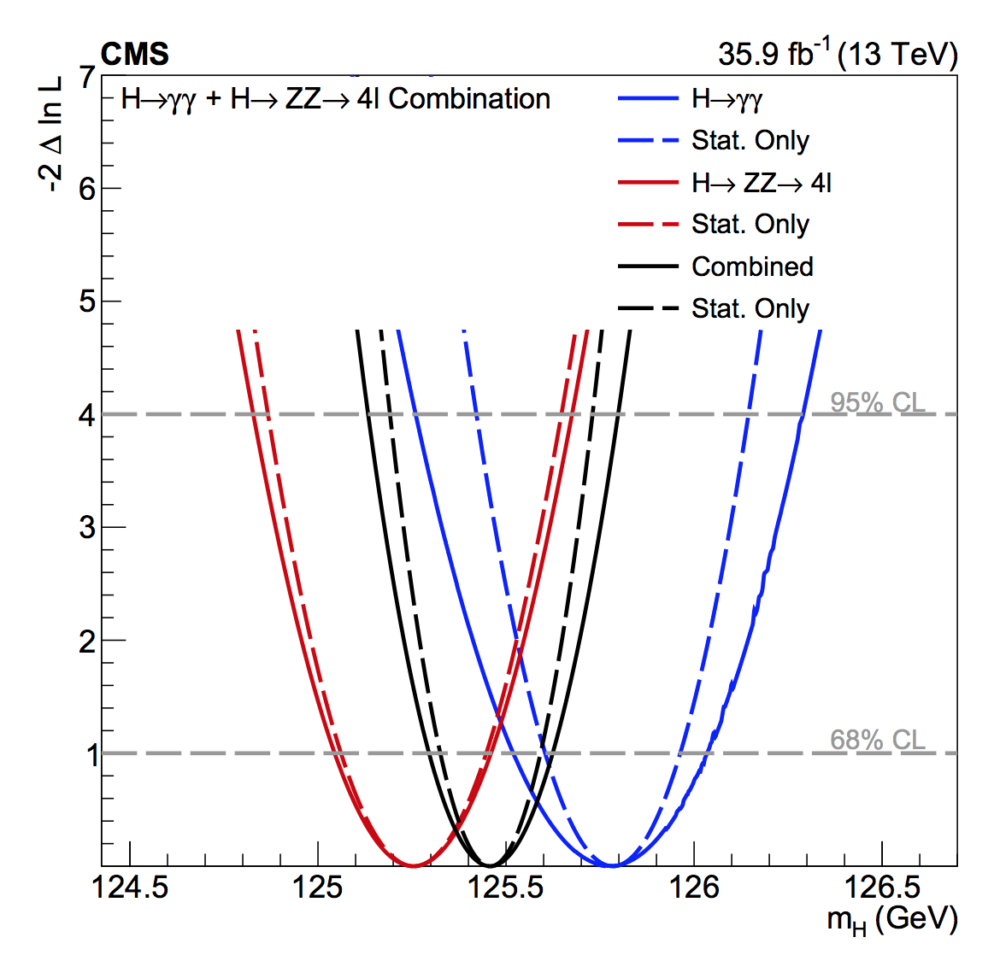 CMS
35.9 fb⁻¹ (13 TeV)
-2 Δ ln L
H→γγ + H→ ZZ→ 4l Combination
H→γγ
Stat. Only
H→ ZZ→ 4l
Stat. Only
Combined
Stat. Only
7
6
5
4
3
2
1
95% CL
68% CL
124.5
125
125.5
126
126.5
m_H (GeV)